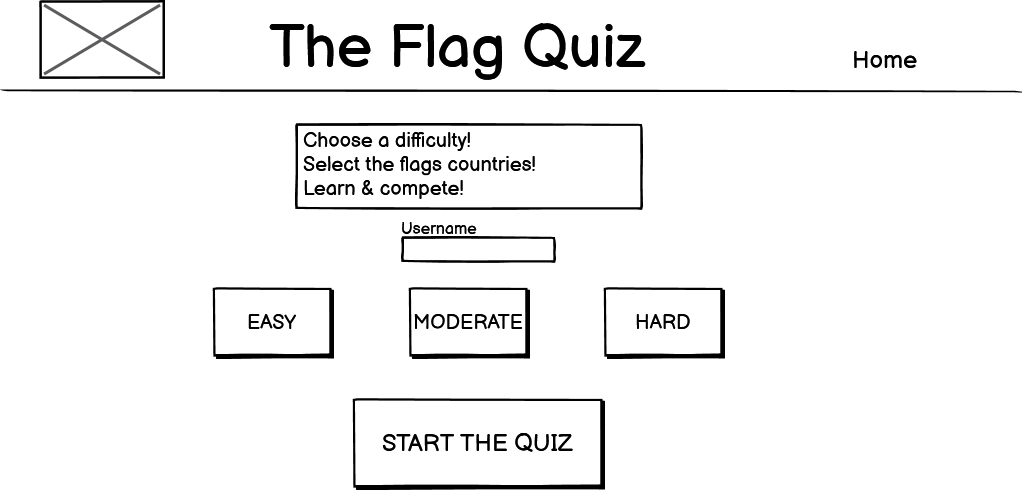 The Flag Quiz
Home
Choose a difficulty!
Select the flags countries!
Learn & compete!
Username
EASY
MODERATE
HARD
START THE QUIZ